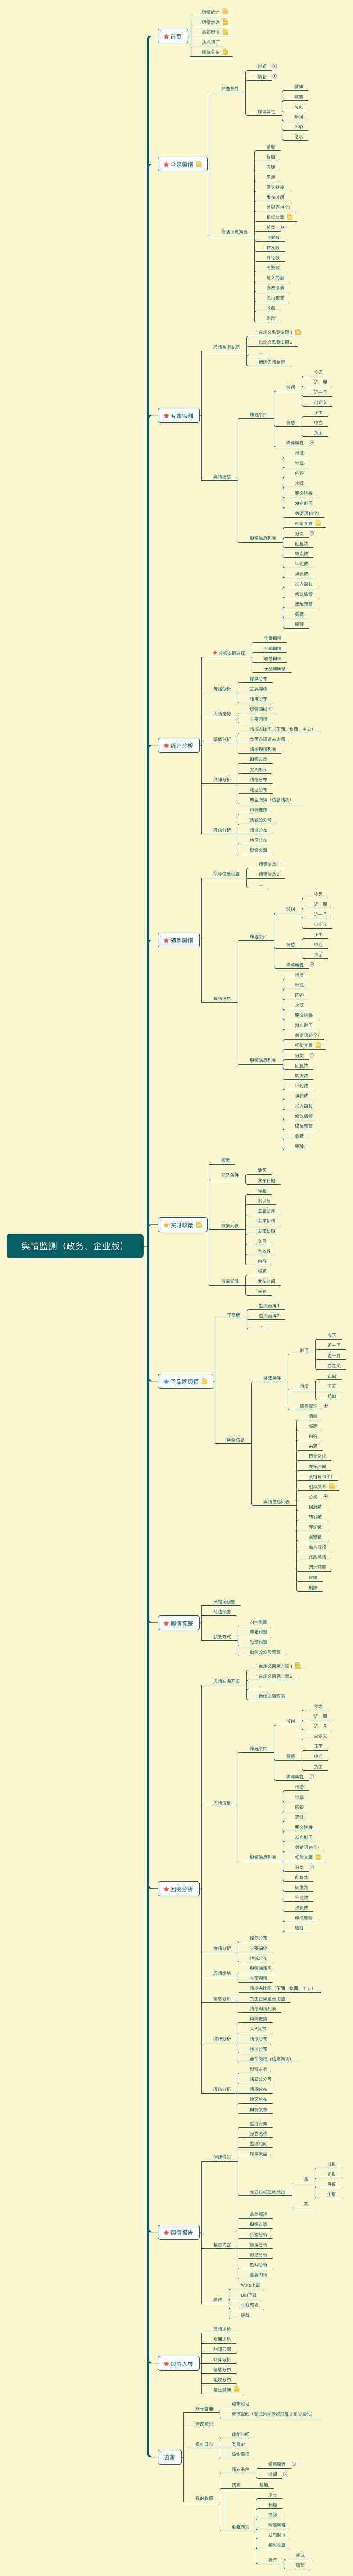 舆情监测（政务、企业版）
首页
舆情统计
舆情走势
最新舆情
热点词汇
媒体分布
全景舆情
筛选条件
时间
情感
媒体属性
微博
微信
网页
新闻
app
论坛
舆情信息列表
情感
标题
内容
来源
原文链接
发布时间
关键词(4个)
相似文章
分类
回复数
转发数
评论数
点赞数
加入简报
修改感情
添加预警
收藏
删除
专题监测
舆情监测专题
自定义监测专题1
自定义监测专题2
...
新建舆情专题
舆情信息
筛选条件
时间
今天
近一周
近一月
自定义
情感
正面
中立
负面
媒体属性
舆情信息列表
情感
标题
内容
来源
原文链接
发布时间
关键词(4个)
相似文章
分类
回复数
转发数
评论数
点赞数
加入简报
修改感情
添加预警
收藏
删除
统计分析
分析专题选择
全景舆情
专题舆情
领导舆情
子品牌舆情
传播分析
媒体分布
主要媒体
地域分布
舆情走势
舆情曲线图
主要舆情
情感分析
情感占比图（正面、负面、中立）
负面各渠道占比图
情感舆情列表
微博分析
舆情走势
大V发布
情感分布
地区分布
典型微博（信息列表）
微信分析
舆情走势
活跃公众号
情感分布
地区分布
舆情文章
领导舆情
领导信息设置
领导信息1
领导信息2
...
舆情信息
筛选条件
时间
今天
近一周
近一月
自定义
情感
正面
中立
负面
媒体属性
舆情信息列表
情感
标题
内容
来源
原文链接
发布时间
关键词(4个)
相似文章
分类
回复数
转发数
评论数
点赞数
加入简报
修改感情
添加预警
收藏
删除
实时政策
搜索
筛选条件
地区
发布日期
政策列表
标题
索引号
主题分类
发布机构
发布日期
文号
有效性
内容
政策新闻
标题
发布时间
来源
子品牌舆情
子品牌
监测品牌1
监测品牌2
...
舆情信息
筛选条件
时间
今天
近一周
近一月
自定义
情感
正面
中立
负面
媒体属性
舆情信息列表
情感
标题
内容
来源
原文链接
发布时间
关键词(4个)
相似文章
分类
回复数
转发数
评论数
点赞数
加入简报
修改感情
添加预警
收藏
删除
舆情预警
关键词预警
阈值预警
预警方式
App预警
邮箱预警
短信预警
微信公众号预警
回溯分析
舆情回溯方案
自定义回溯方案1
自定义回溯方案2
...
新建回溯方案
舆情信息
筛选条件
时间
今天
近一周
近一月
自定义
情感
正面
中立
负面
媒体属性
舆情信息列表
情感
标题
内容
来源
原文链接
发布时间
关键词(4个)
相似文章
分类
回复数
转发数
评论数
点赞数
修改感情
删除
传播分析
媒体分布
主要媒体
地域分布
舆情走势
舆情曲线图
主要舆情
情感分析
情感占比图（正面、负面、中立）
负面各渠道占比图
情感舆情列表
微博分析
舆情走势
大V发布
情感分布
地区分布
典型微博（信息列表）
微信分析
舆情走势
活跃公众号
情感分布
地区分布
舆情文章
舆情报告
创建报告
监测方案
报告名称
监测时间
媒体类型
是否自动生成报告
是
日报
周报
月报
年报
否
报告内容
总体概述
舆情走势
传播分析
微博分析
微信分析
热词分析
重要舆情
操作
word下载
pdf下载
在线预览
删除
舆情大屏
舆情走势
负面走势
热词云图
媒体分析
情感分布
地域分布
最近舆情
设置
账号管理
编辑账号
修改密码（管理员可修改其他子账号密码）
修改密码
操作日志
操作时间
登录IP
操作事项
我的收藏
筛选条件
情感属性
时间
搜索
标题
收藏列表
序号
标题
来源
情感属性
发布时间
相似文章
操作
修改
删除